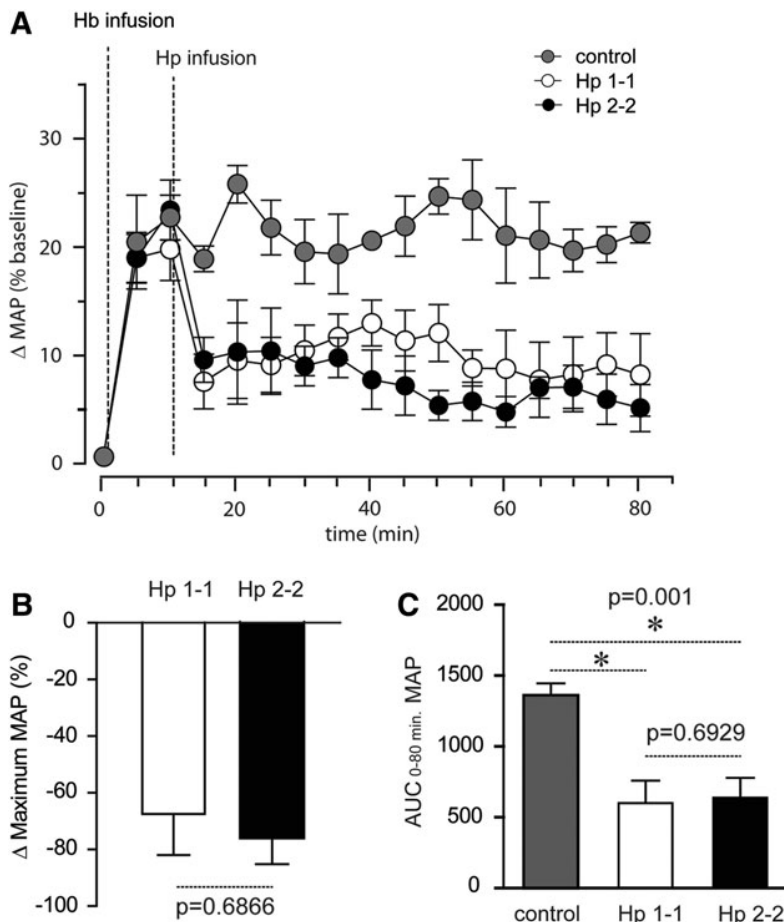 A
Hb infusion
Hp infusion
control
Hp 1-1
Hp 2-2
Δ MAP (% baseline)
30
20
10
0
0 20 40 60 80
time (min)
B
Hp 1-1 Hp 2-2
Δ Maximum MAP (%)
0
-20
-40
-60
-80
-100
p=0.6866
C
AUC 0-80 min. MAP
2000
1500
1000
500
0
p=0.001
*
*
p=0.6929
control Hp 1-1 Hp 2-2